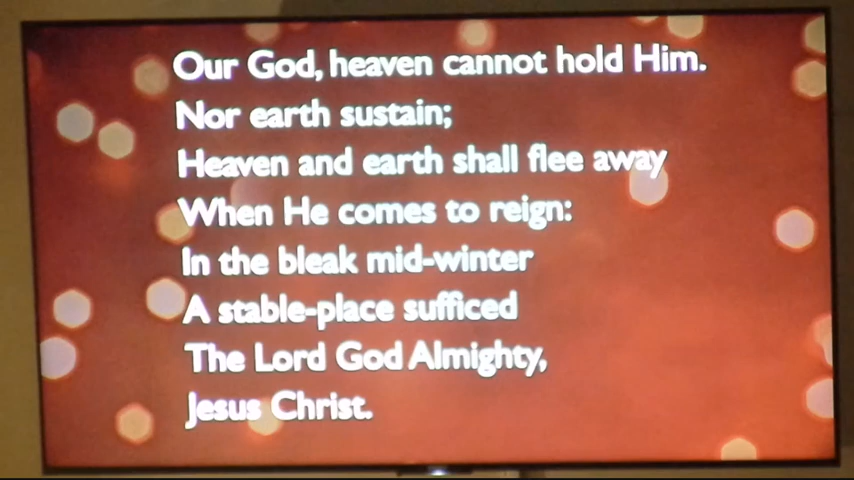 Our God, heaven cannot hold Him.
Nor earth sustain;
Heaven and earth shall flee away
When He comes to reign:
In the bleak mid-winter
A stable-place sufficed
The Lord God Almighty,
Jesus Christ.